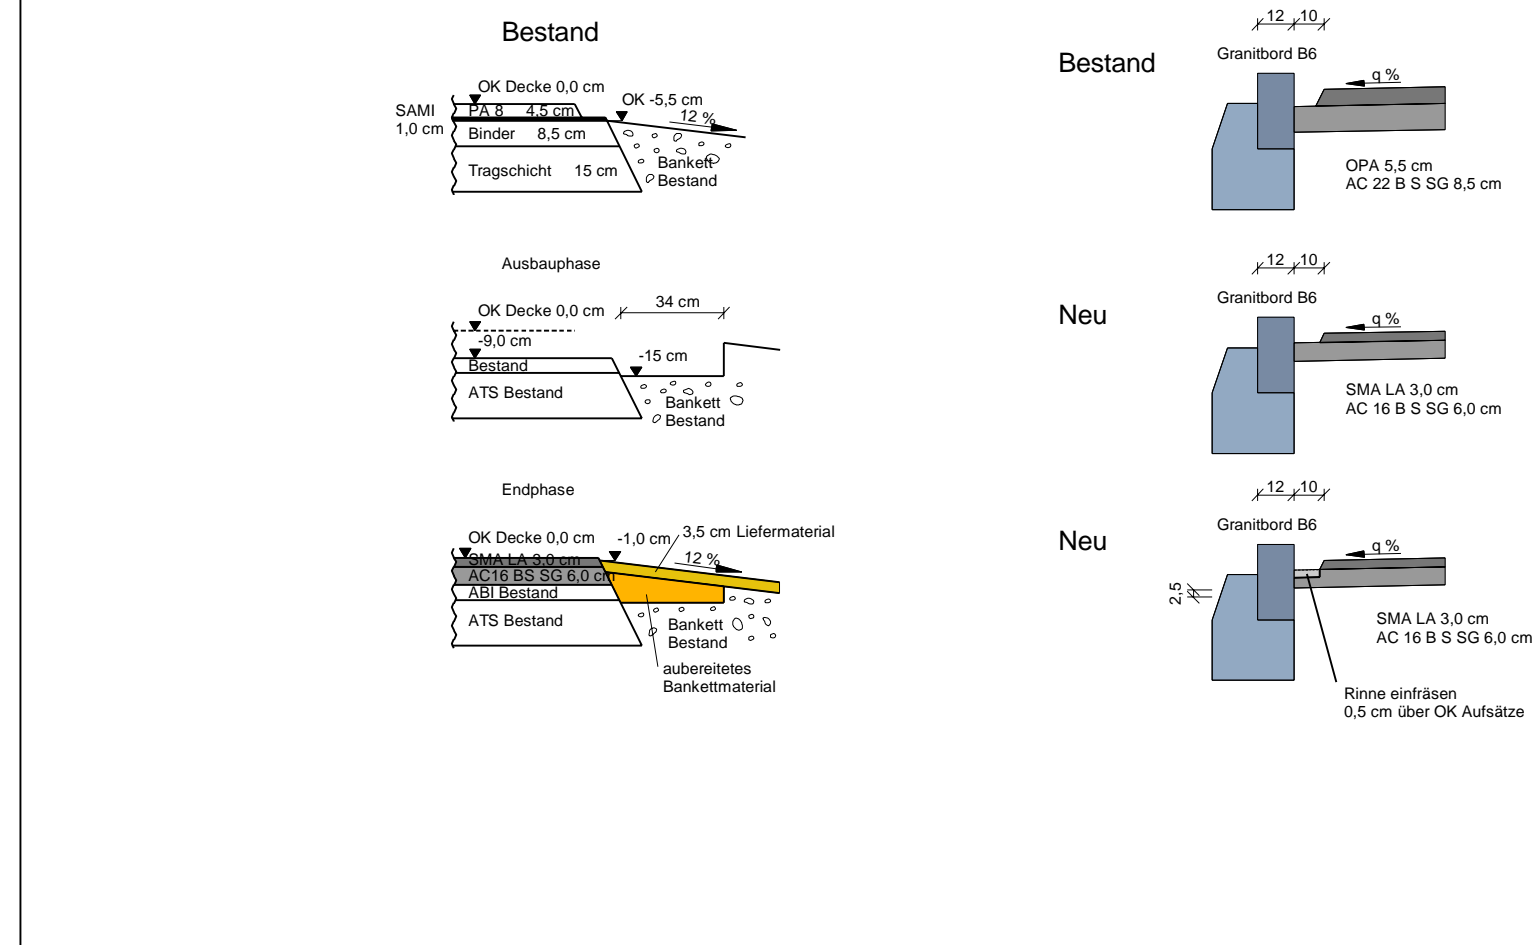 Bestand
OK Decke 0,0 cm
SAMI
1,0 cm
PA 8 4,5 cm
OK -5,5 cm
12 %
Binder 8,5 cm
Bankett
Bestand
Tragschicht 15 cm
Ausbauphase
OK Decke 0,0 cm
34 cm
-9,0 cm
-15 cm
Bestand
ATS Bestand
Bankett
Bestand
Endphase
OK Decke 0,0 cm
-1,0 cm
3,5 cm Liefermaterial
12 %
SMA LA 3,0 cm
AC16 BS SG 6,0 cm
ABI Bestand
ATS Bestand
Bankett
Bestand
aubereitetes
Bankettmaterial
Bestand
12 10
Granitbord B6
q %
OPA 5,5 cm
AC 22 B S SG 8,5 cm
Neu
12 10
Granitbord B6
q %
SMA LA 3,0 cm
AC 16 B S SG 6,0 cm
Neu
12 10
Granitbord B6
q %
2,5
SMA LA 3,0 cm
AC 16 B S SG 6,0 cm
Rinne einfräsen
0,5 cm über OK Aufsätze